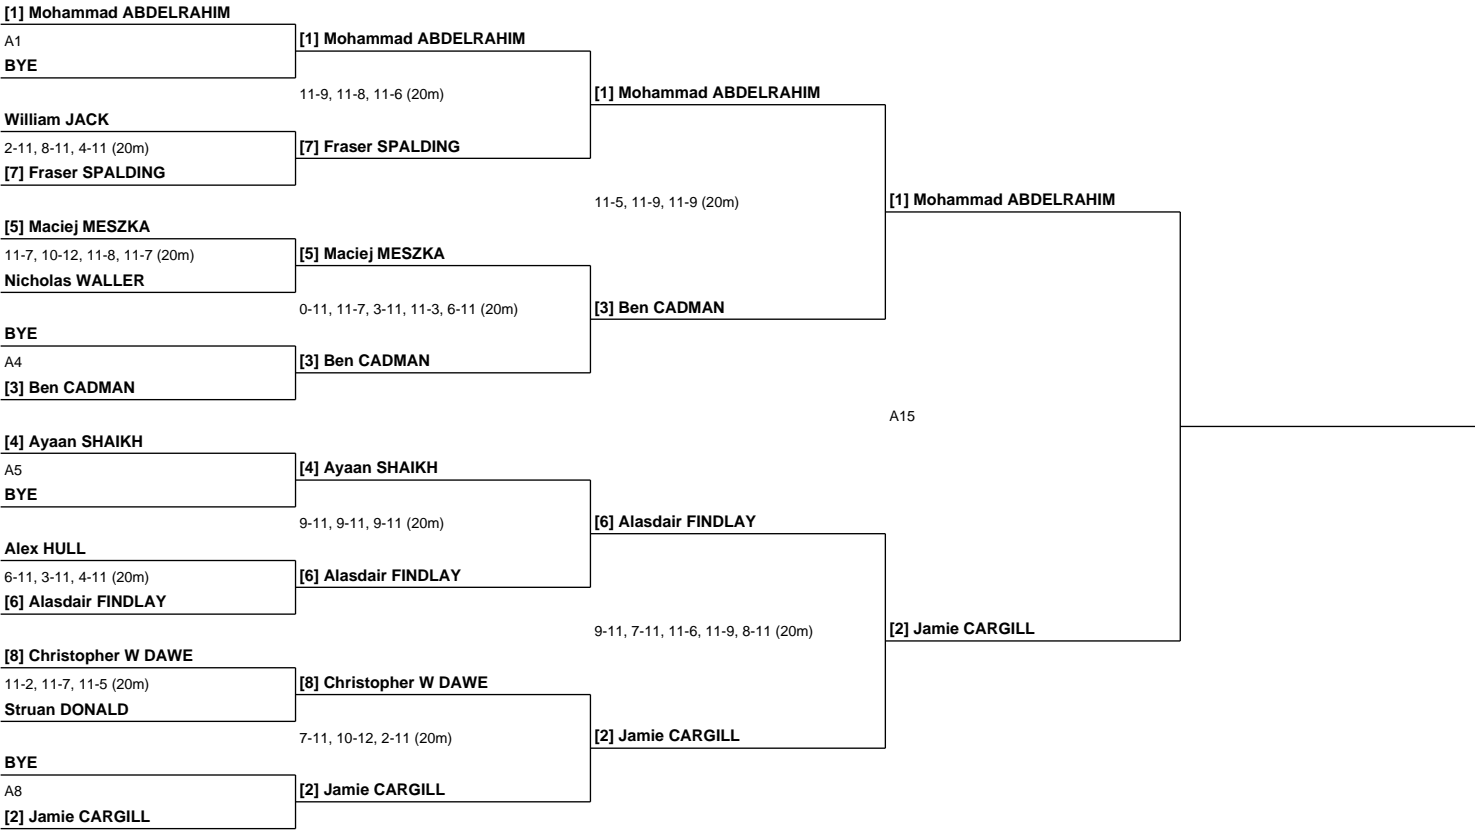 [1] Mohammad ABDELRAHIM
A1
BYE
William JACK
2-11, 8-11, 4-11 (20m)
[7] Fraser SPALDING
[5] Maciej MESZKA
11-7, 10-12, 11-8, 11-7 (20m)
Nicholas WALLER
BYE
A4
[3] Ben CADMAN
[4] Ayaan SHAIKH
A5
BYE
Alex HULL
6-11, 3-11, 4-11 (20m)
[6] Alasdair FINDLAY
[8] Christopher W DAWE
11-2, 11-7, 11-5 (20m)
Struan DONALD
BYE
A8
[2] Jamie CARGILL
[1] Mohammad ABDELRAHIM
11-9, 11-8, 11-6 (20m)
[7] Fraser SPALDING
[5] Maciej MESZKA
0-11, 11-7, 3-11, 11-3, 6-11 (20m)
[3] Ben CADMAN
[4] Ayaan SHAIKH
9-11, 9-11, 9-11 (20m)
[6] Alasdair FINDLAY
[8] Christopher W DAWE
7-11, 10-12, 2-11 (20m)
[2] Jamie CARGILL
[1] Mohammad ABDELRAHIM
11-5, 11-9, 11-9 (20m)
[3] Ben CADMAN
[6] Alasdair FINDLAY
9-11, 7-11, 11-6, 11-9, 8-11 (20m)
[2] Jamie CARGILL
[1] Mohammad ABDELRAHIM
A15
[2] Jamie CARGILL